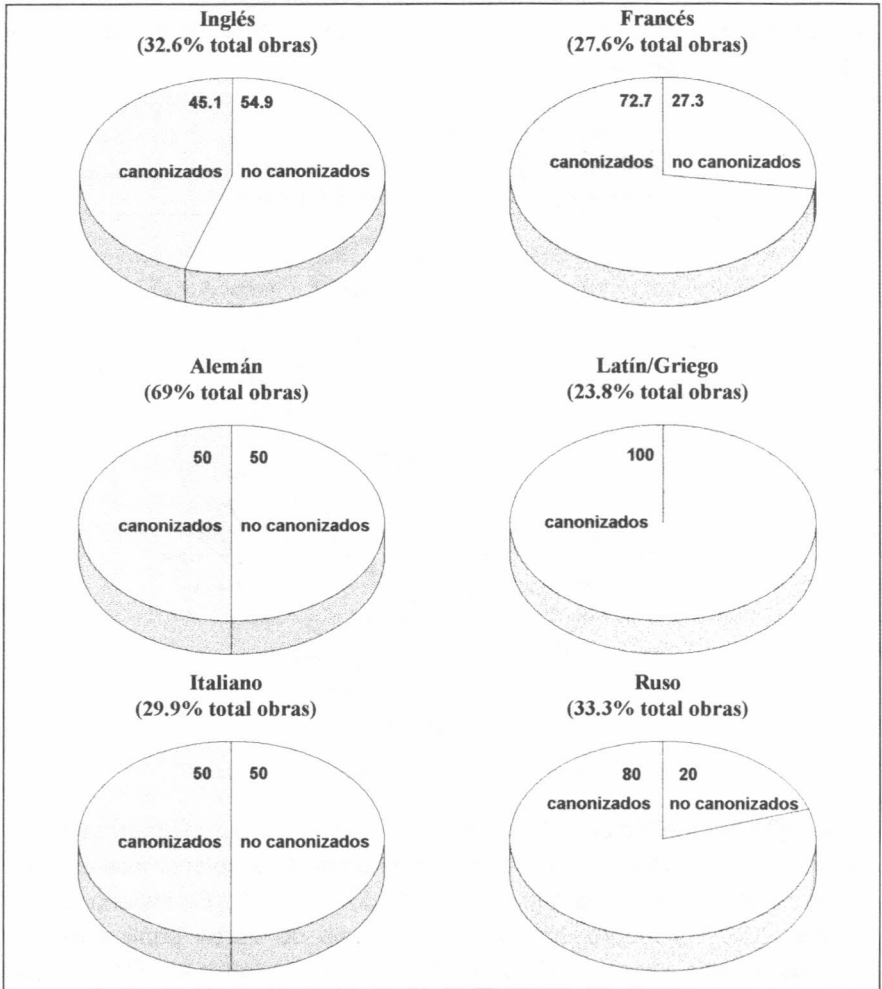 Inglés
(32.6% total obras)
45.1 54.9
canonizados no canonizados
Francés
(27.6% total obras)
72.7 27.3
canonizados no canonizados
Alemán
(69% total obras)
50 50
canonizados no canonizados
Latín/Griego
(23.8% total obras)
100
canonizados
Italiano
(29.9% total obras)
50 50
canonizados no canonizados
Ruso
(33.3% total obras)
80 20
canonizados no canonizados